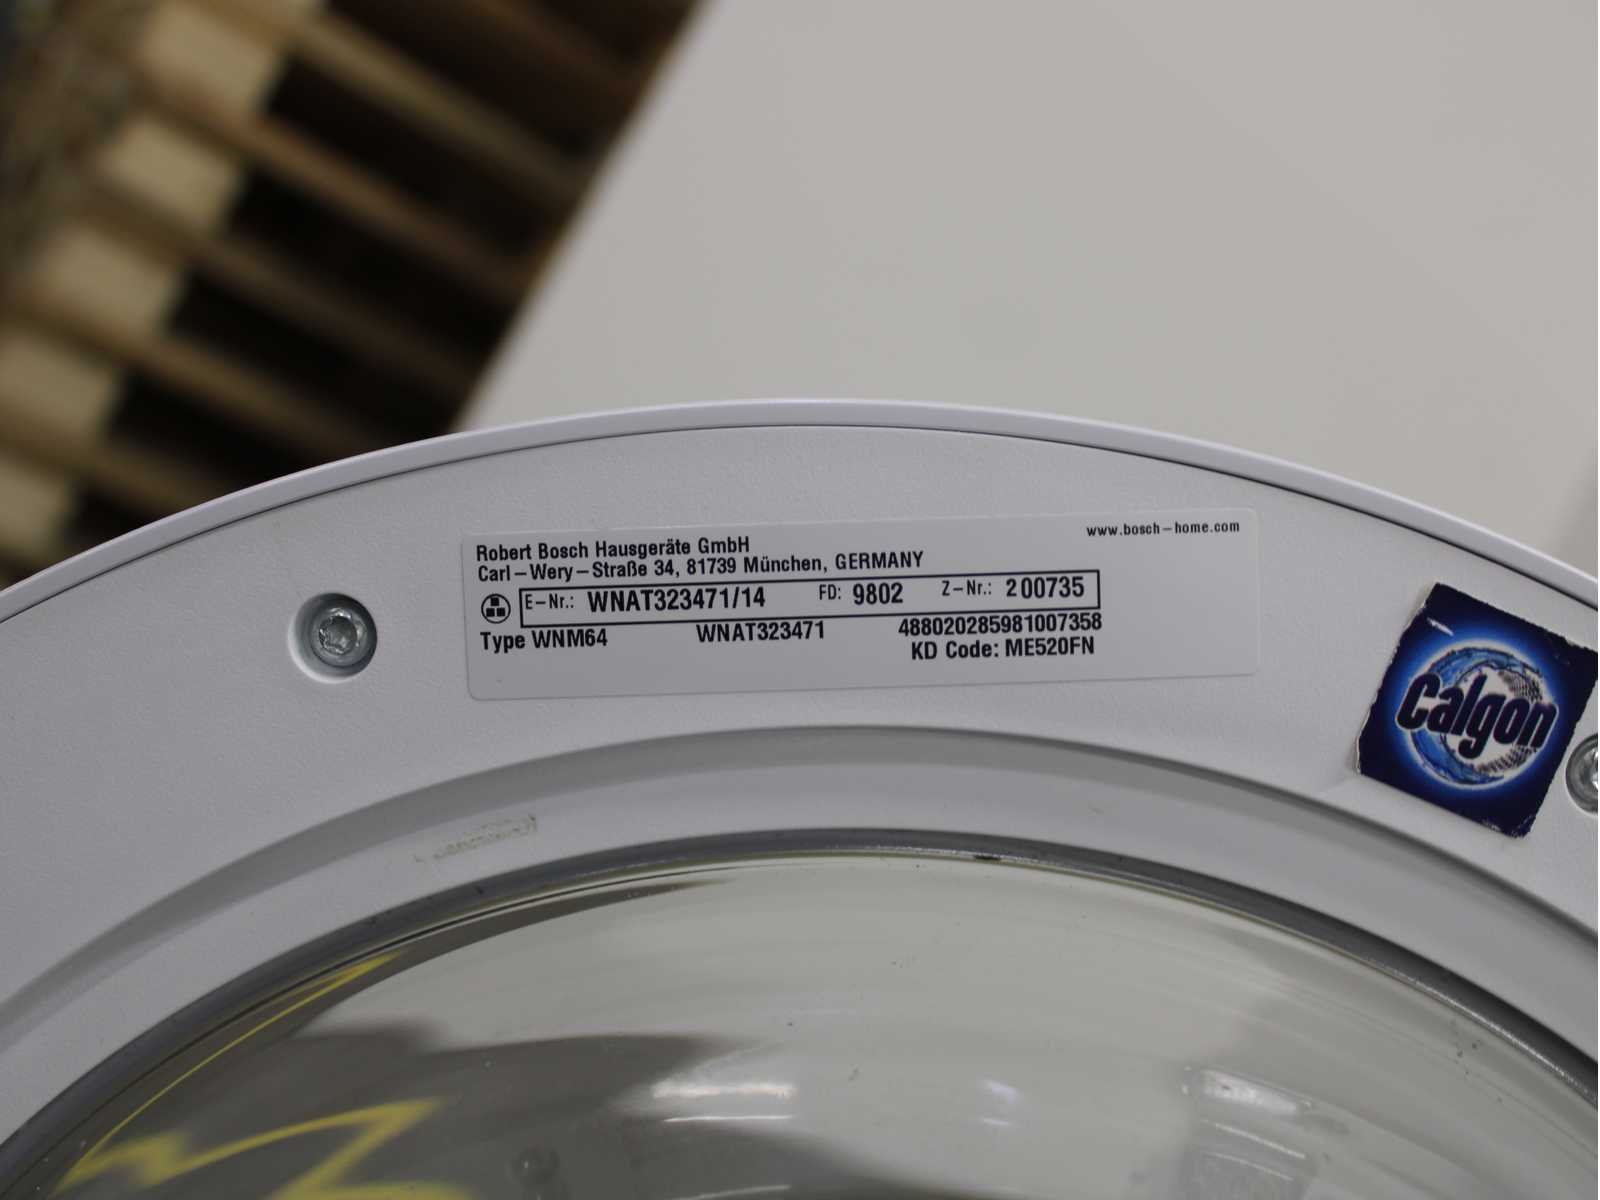 www.bosch-home.com
Robert Bosch Hausgeräte GmbH
Carl-Wery-Straße 34, 81739 München, GERMANY
E-Nr.: WNAT323471/14 FD: 9802 Z-Nr.: 200735
Type WNM64 WNAT323471 488020285981007358
KD Code: ME520FN
Calgon